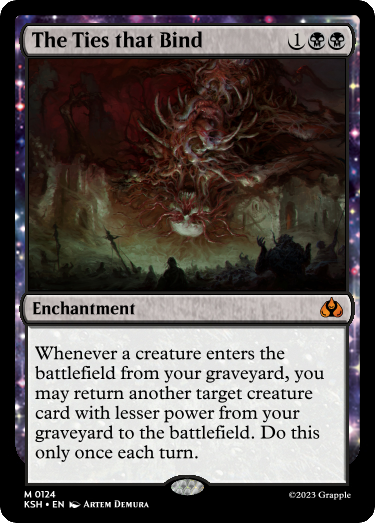 The Ties that Bind 1
Enchantment
Whenever a creature enters the
battlefield from your graveyard, you
may return another target creature
card with lesser power from your
graveyard to the battlefield. Do this
only once each turn.
M 0124
KSH • EN Artem Demura
©2023 Grapple